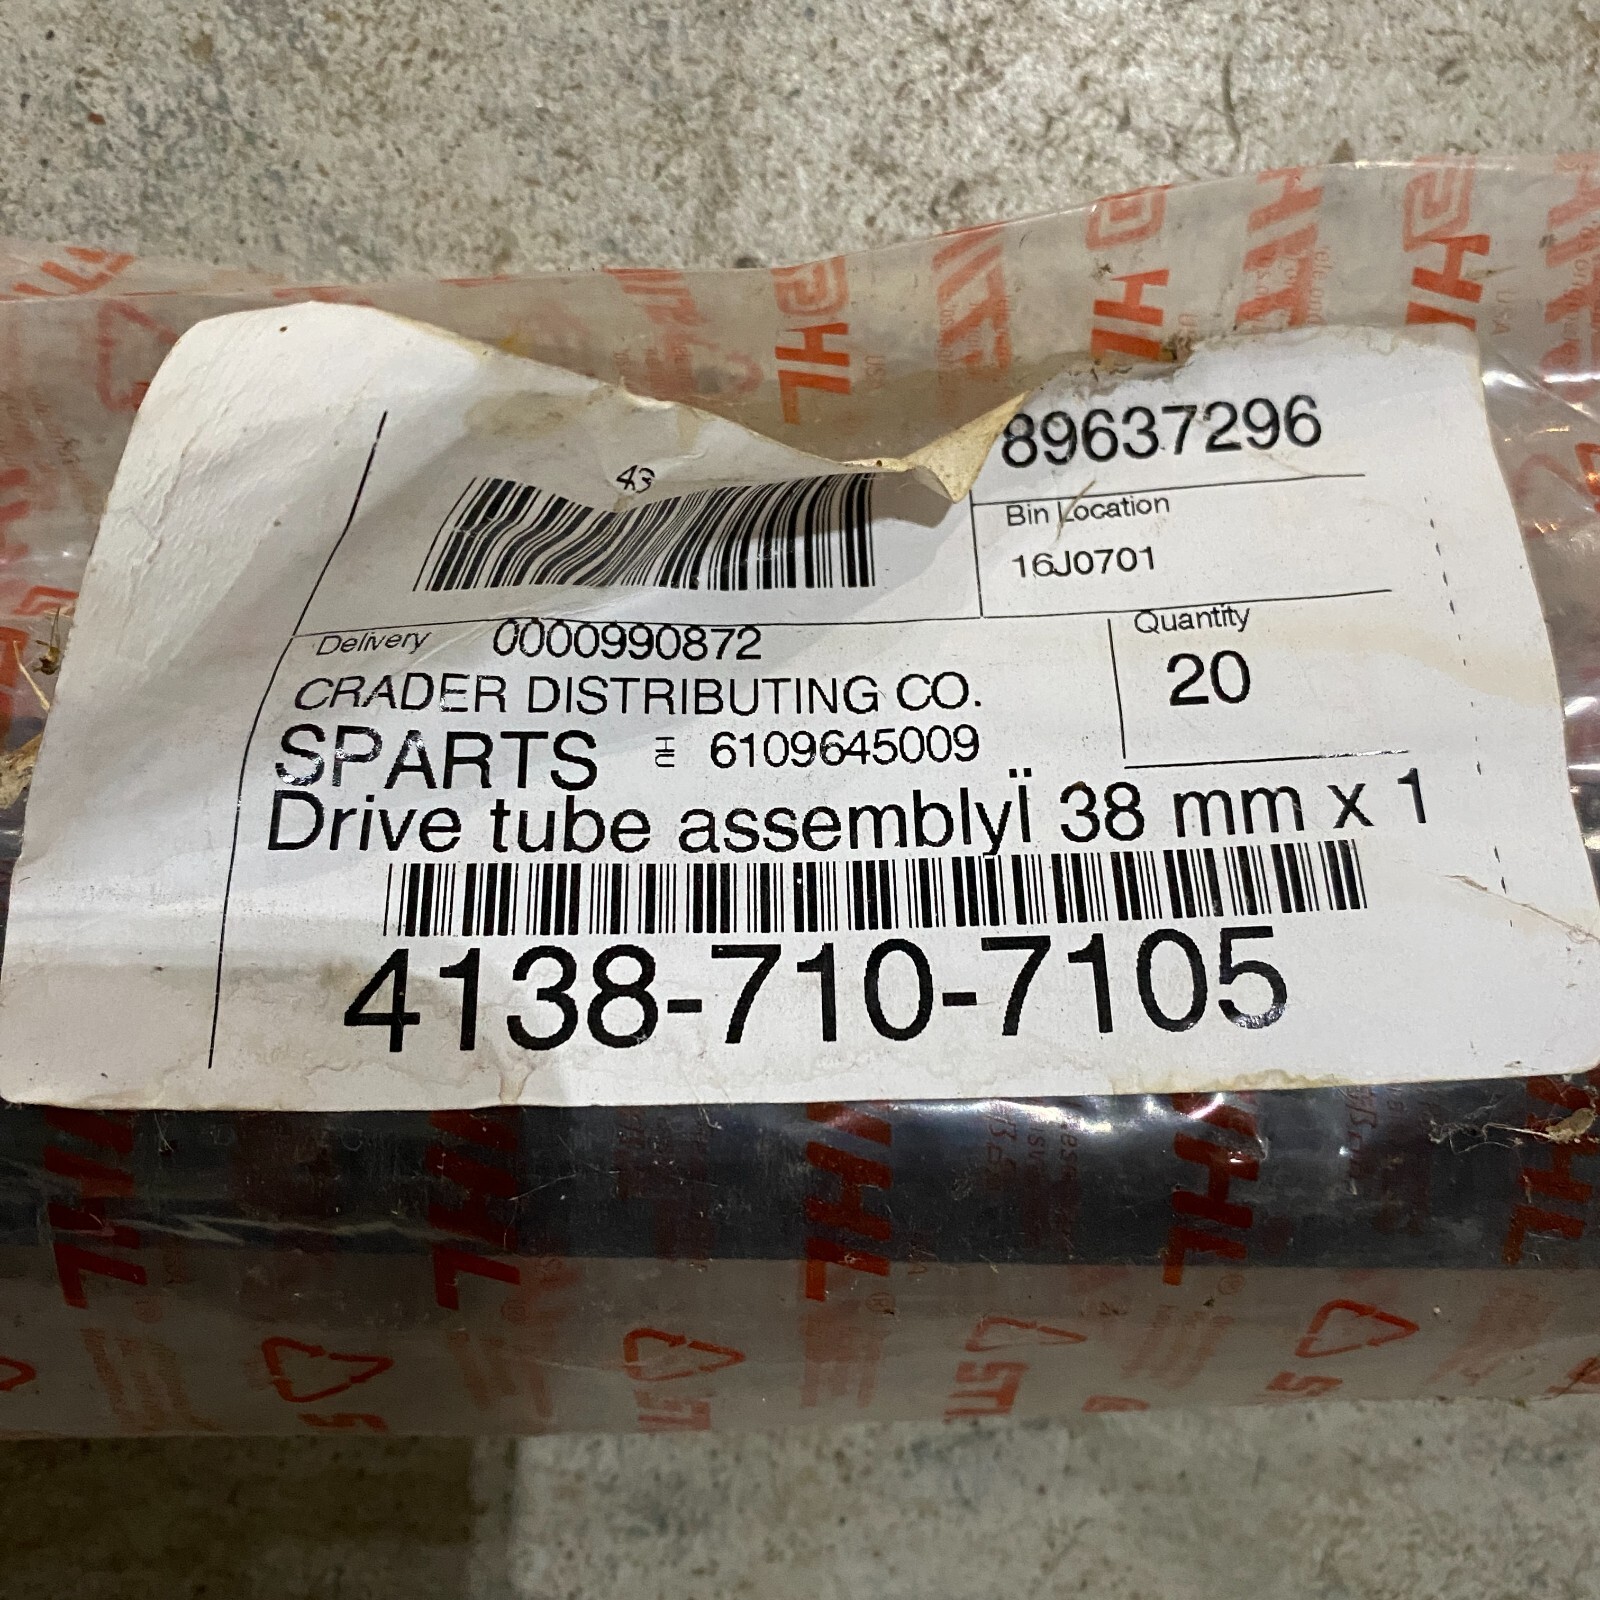 89637296
43
Bin Location
16J0701
Delivery 0000990872
Quantity
20
CRADER DISTRIBUTING CO.
SPARTS 6109645009
Drive tube assemblyÏ 38 mm x 1
4138-710-7105